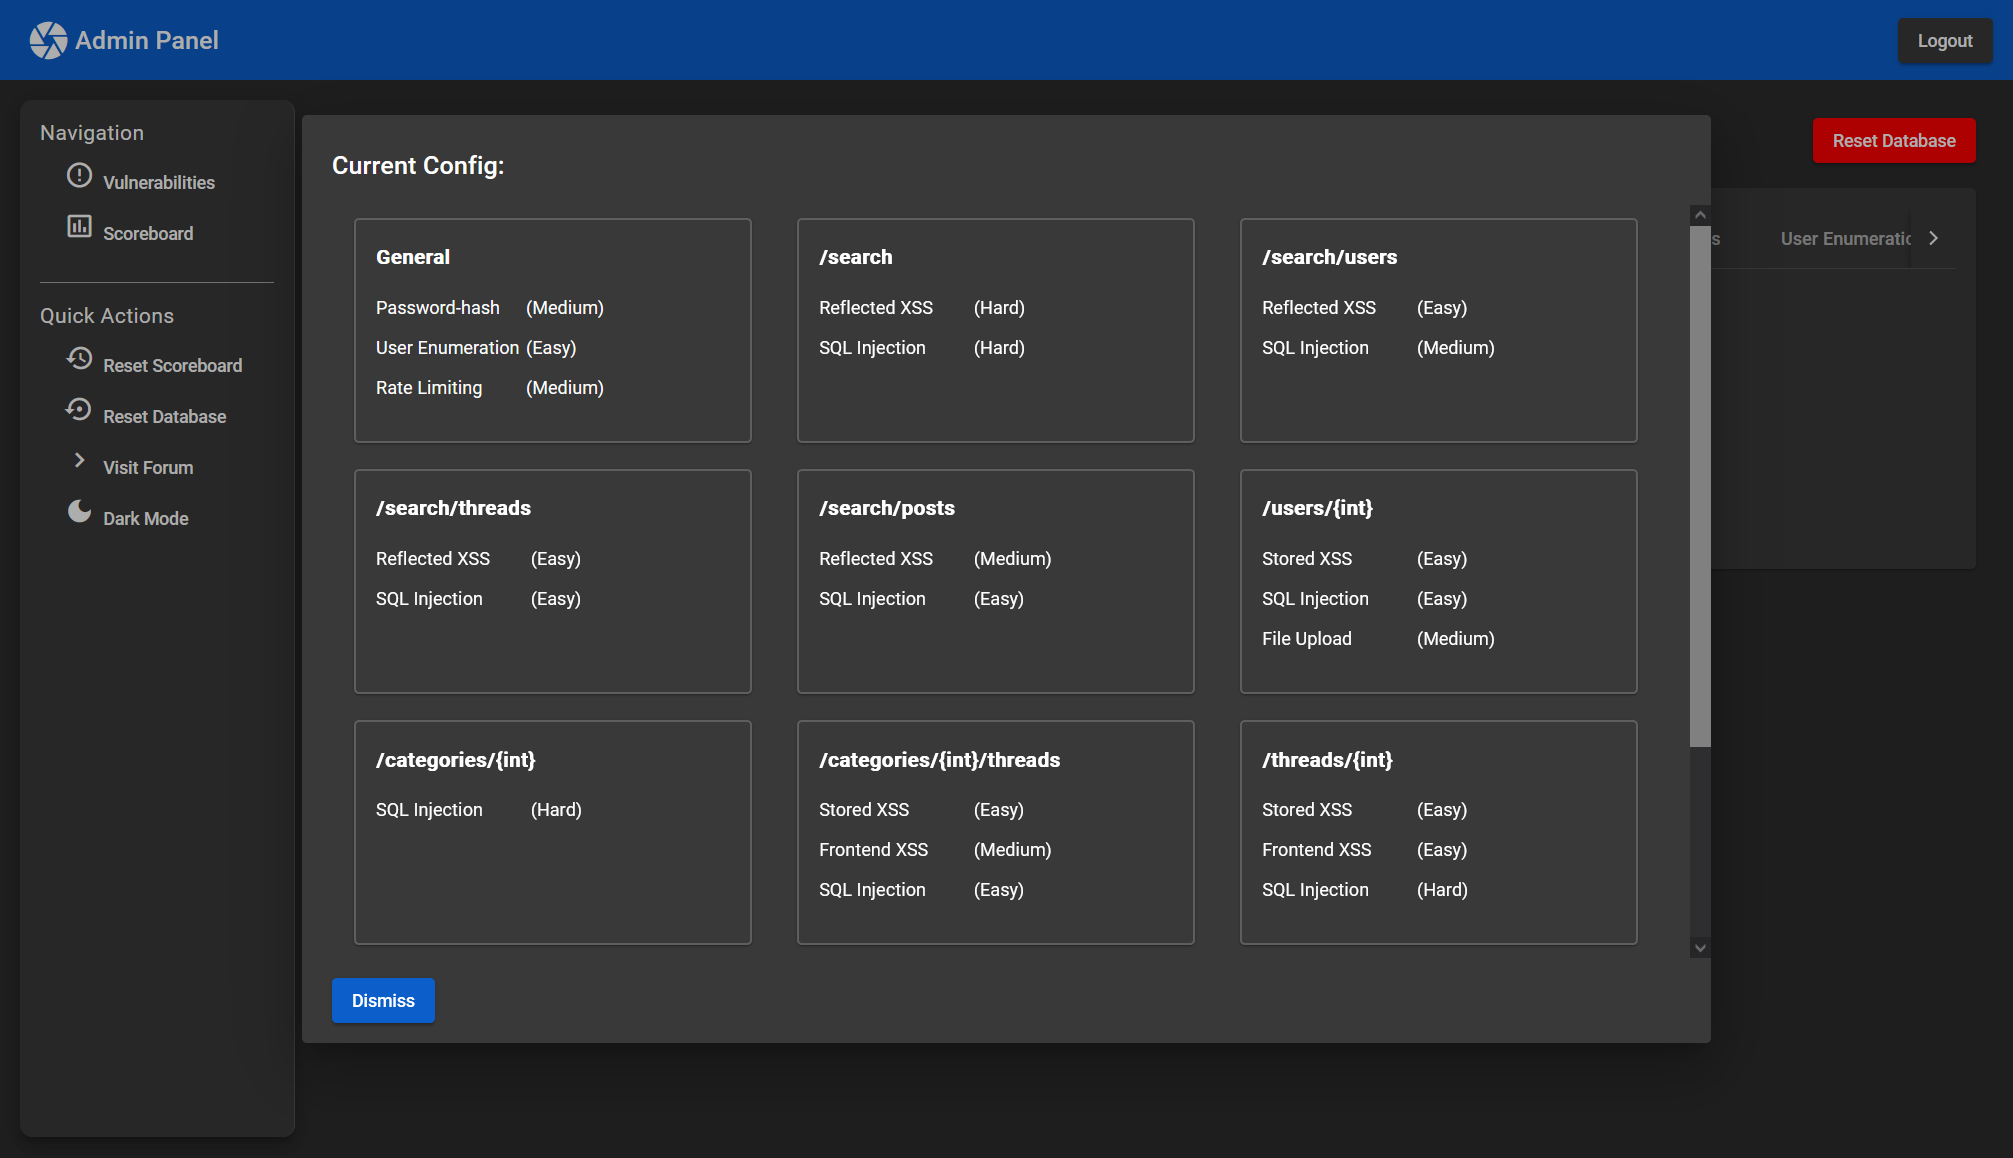 Admin Panel
Logout
Navigation
Vulnerabilities
Scoreboard
Quick Actions
Reset Scoreboard
Reset Database
Visit Forum
Dark Mode
Reset Database
s
User Enumeratio
Current Config:
General
Password-hash (Medium)
User Enumeration (Easy)
Rate Limiting (Medium)
/search
Reflected XSS (Hard)
SQL Injection (Hard)
/search/users
Reflected XSS (Easy)
SQL Injection (Medium)
/search/threads
Reflected XSS (Easy)
SQL Injection (Easy)
/search/posts
Reflected XSS (Medium)
SQL Injection (Easy)
/users/{int}
Stored XSS (Easy)
SQL Injection (Easy)
File Upload (Medium)
/categories/{int}
SQL Injection (Hard)
/categories/{int}/threads
Stored XSS (Easy)
Frontend XSS (Medium)
SQL Injection (Easy)
/threads/{int}
Stored XSS (Easy)
Frontend XSS (Easy)
SQL Injection (Hard)
Dismiss